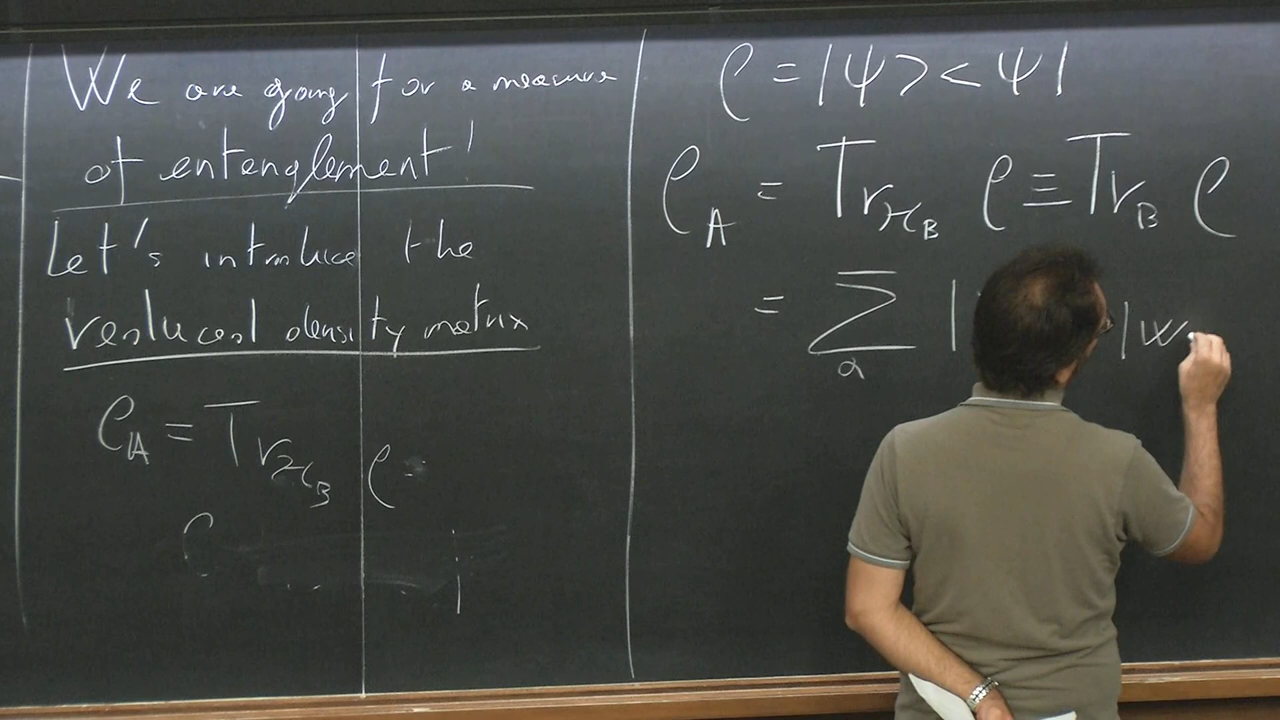 We are going for a measure
of entenglement!
Let's introduce the
reduced density matrix
ρ_A = Tr_{ℋ_B} ρ =
ρ
ρ = |ψ> <ψ|
ρ_A = Tr_{ℋ_B} ρ ≡ Tr_B ρ
= Σ_α | |w